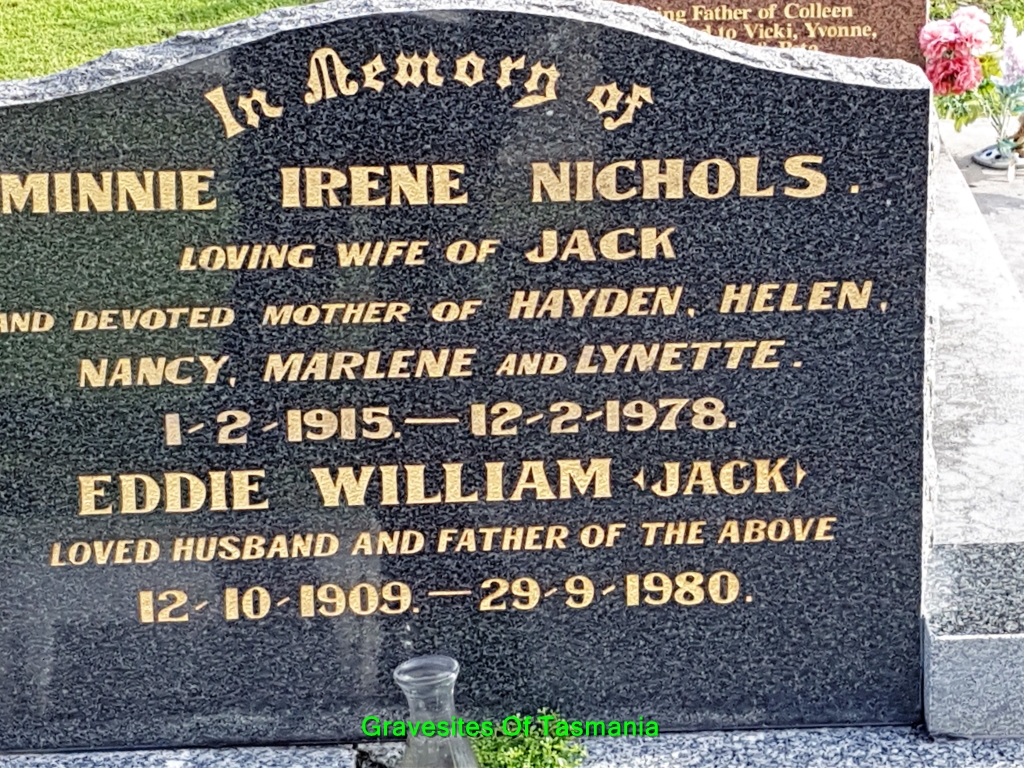 ing Father of Colleen
to Vicki, Yvonne,
In Memory of
MINNIE IRENE NICHOLS.
LOVING WIFE OF JACK
AND DEVOTED MOTHER OF HAYDEN, HELEN,
NANCY, MARLENE AND LYNETTE.
1-2-1915.—12-2-1978.
EDDIE WILLIAM (JACK)
LOVED HUSBAND AND FATHER OF THE ABOVE
12-10-1909.—29-9-1980.
Gravesites Of Tasmania